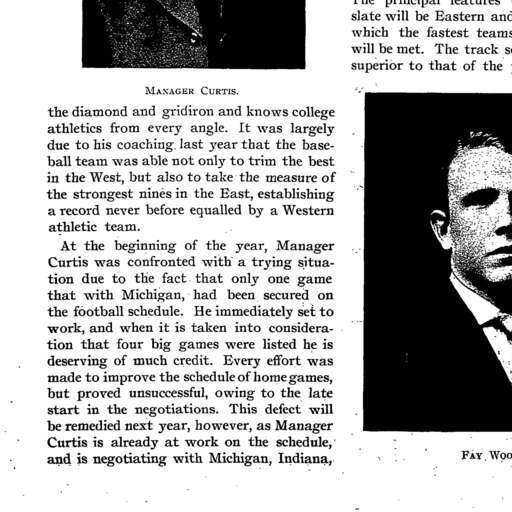 MANAGER CURTIS.
the diamond and gridiron and knows college
athletics from every angle. It was largely
due to his coaching last year that the base-
ball team was able not only to trim the best
in the West, but also to take the measure of
the strongest nines in the East, establishing
a record never before equalled by a Western
athletic team.
At the beginning of the year, Manager
Curtis was confronted with a trying situa-
tion due to the fact that only one game
that with Michigan, had been secured on
the football schedule. He immediately set to
work, and when it is taken into considera-
tion that four big games were listed he is
deserving of much credit. Every effort was
made to improve the schedule of home games,
but proved unsuccessful, owing to the late
start in the negotiations. This defect will
be remedied next year, however, as Manager
Curtis is already at work on the schedule,
and is negotiating with Michigan, Indiana,
The principal features
slate will be Eastern and
which the fastest teams
will be met. The track s
superior to that of the
FAY WOO